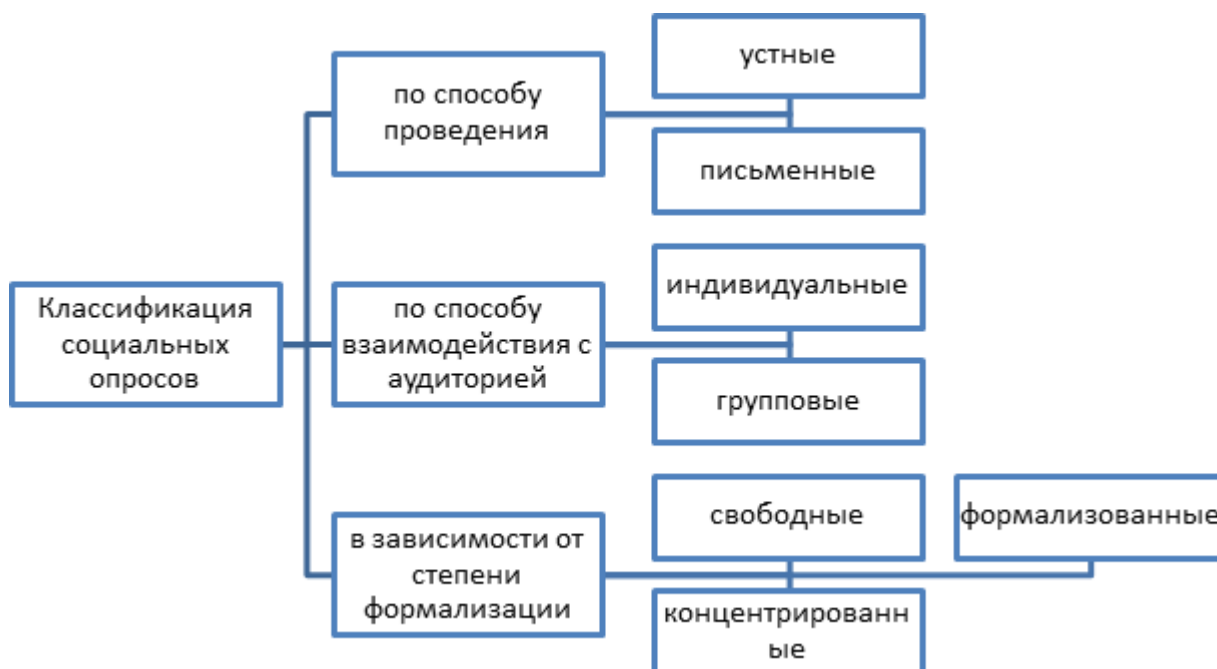 устные
по способу
проведения
письменные
индивидуальные
Классификация
социальных
опросов
по способу
взаимодействия с
аудиторией
групповые
свободные
формализованные
в зависимости от
степени
формализации
концентрированн
ые